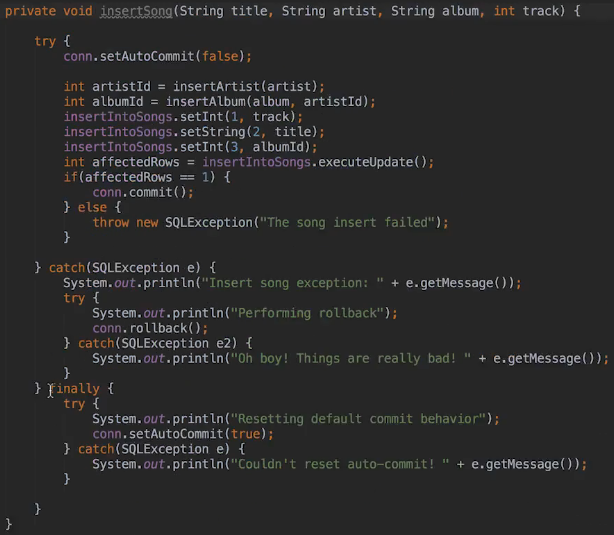 private void insertSong(String title, String artist, String album, int track) {
try {
conn.setAutoCommit(false);
int artistId = insertArtist(artist);
int albumId = insertAlbum(album, artistId);
insertIntoSongs.setInt(1, track);
insertIntoSongs.setString(2, title);
insertIntoSongs.setInt(3, albumId);
int affectedRows = insertIntoSongs.executeUpdate();
if(affectedRows == 1) {
conn.commit();
} else {
throw new SQLException("The song insert failed");
}
} catch(SQLException e) {
System.out.println("Insert song exception: " + e.getMessage());
try {
System.out.println("Performing rollback");
conn.rollback();
} catch(SQLException e2) {
System.out.println("Oh boy! Things are really bad! " + e.getMessage());
}
} finally {
try {
System.out.println("Resetting default commit behavior");
conn.setAutoCommit(true);
} catch(SQLException e) {
System.out.println("Couldn't reset auto-commit! " + e.getMessage());
}
}
}